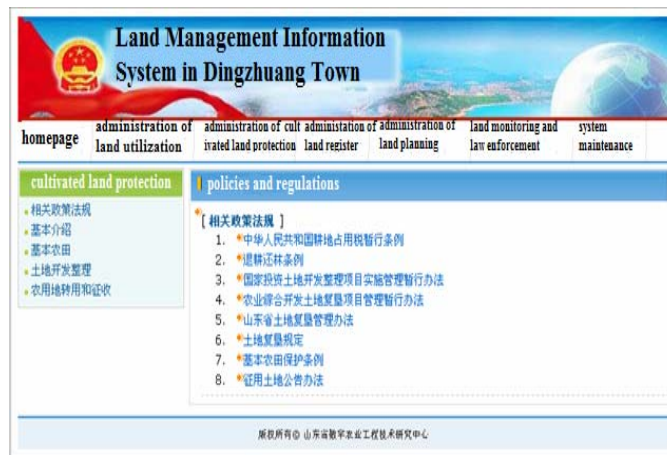 Land Management Information
System in Dingzhuang Town
homepage
administration of
land utilization
administration of cult
ivated land protection
administation of
land register
administration of
land planning
land monitoring and
law enforcement
system
maintenance
cultivated land protection
相关政策法规
基本介绍
基本农田
土地开发整理
农用地转用和征收
policies and regulations
[ 相关政策法规 ]
1. 中华人民共和国耕地占用税暂行条例
2. 退耕还林条例
3. 国家投资土地开发整理项目实施管理暂行办法
4. 农业综合开发土地复垦项目管理暂行办法
5. 山东省土地复垦管理办法
6. 土地复垦规定
7. 基本农田保护条例
8. 征用土地公告办法
版权所有© 山东省数字农业工程技术研究中心